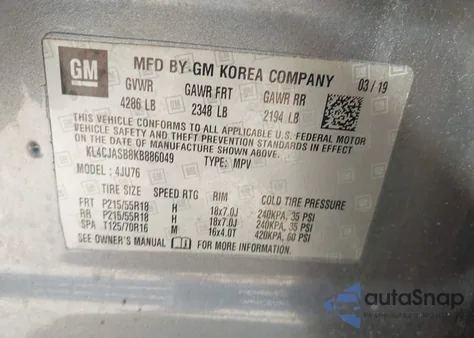 GM
MFD BY GM KOREA COMPANY
03/19
GVWR GAWR FRT GAWR RR
4286 LB 2348 LB 2194 LB
THIS VEHICLE CONFORMS TO ALL APPLICABLE U.S. FEDERAL MOTOR
VEHICLE SAFETY, BUMPER, AND THEFT PREVENTION STANDARDS IN EFFECT
ON THE DATE OF MANUFACTURE SHOWN ABOVE.
KL4CJASB8KB886049 TYPE: MPV
MODEL: 4JU76
TIRE SIZE SPEED RTG RIM COLD TIRE PRESSURE
FRT P215/55R18 H 18x7.0J 240KPA, 35 PSI
RR P215/55R18 H 18x7.0J 240KPA, 35 PSI
SPA T125/70R16 M 16x4.0T 420KPA, 60 PSI
SEE OWNER'S MANUAL FOR MORE INFORMATION.
autoSnap